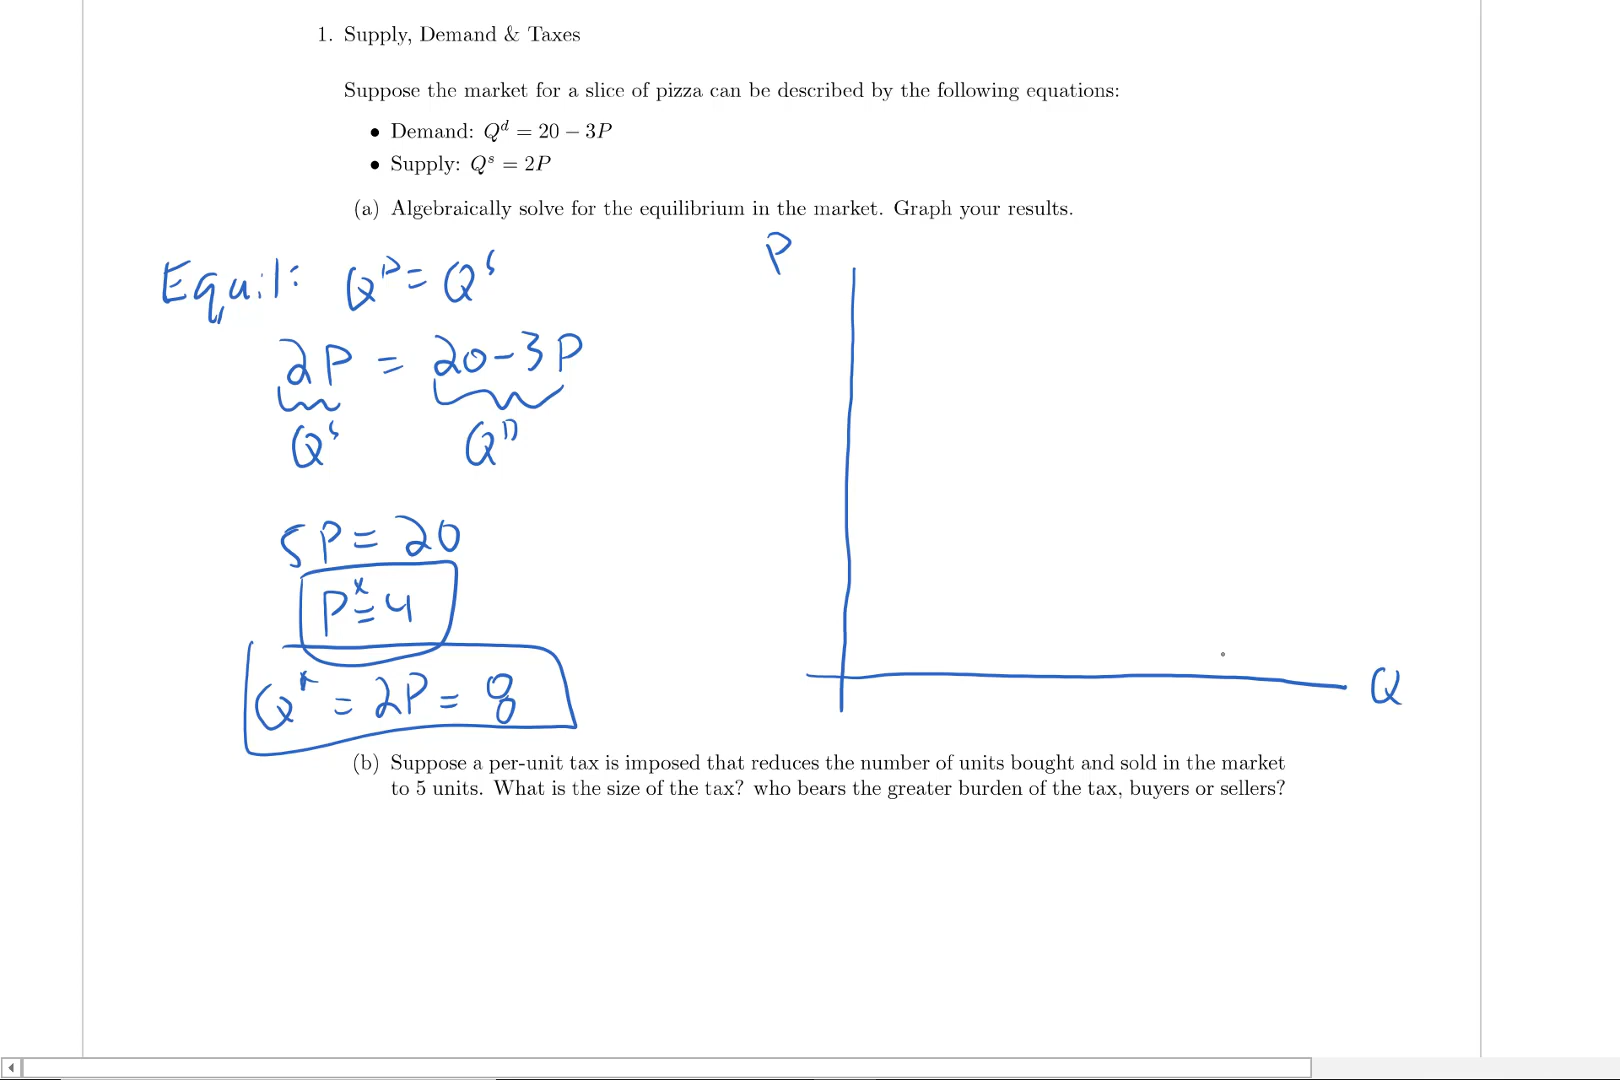 1. Supply, Demand & Taxes
Suppose the market for a slice of pizza can be described by the following equations:
• Demand: Q^d = 20 − 3P
• Supply: Q^s = 2P
(a) Algebraically solve for the equilibrium in the market. Graph your results.
P
Equil: Q^D = Q^S
2P = 20-3P
Q^S Q^D
5P = 20
P* = 4
Q* = 2P = 8
Q
(b) Suppose a per-unit tax is imposed that reduces the number of units bought and sold in the market
to 5 units. What is the size of the tax? who bears the greater burden of the tax, buyers or sellers?